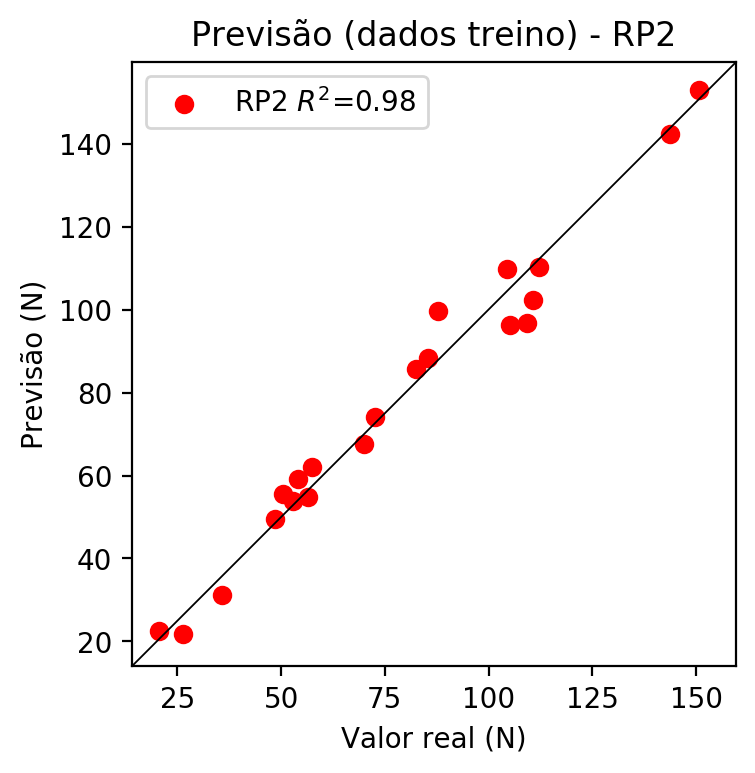 Previsão (dados treino) - RP2
RP2 R²=0.98
Previsão (N)
140
120
100
80
60
40
20
25 50 75 100 125 150
Valor real (N)